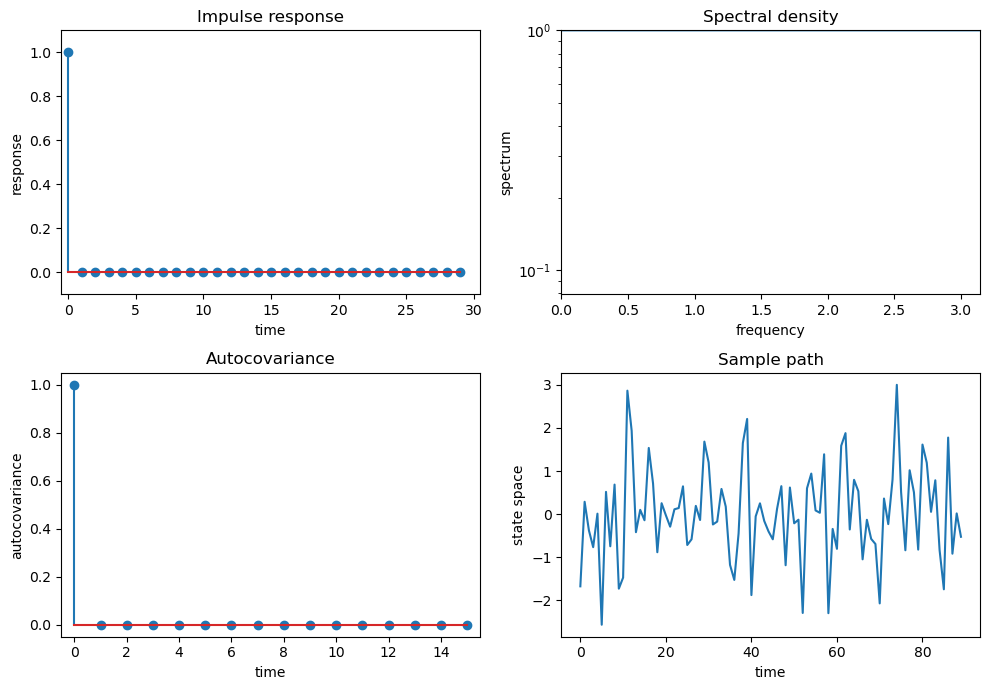 Impulse response
1.0
0.8
0.6
0.4
0.2
0.0
response
0 5 10 15 20 25 30
time
Spectral density
10⁰
10⁻¹
spectrum
0.0 0.5 1.0 1.5 2.0 2.5 3.0
frequency
Autocovariance
1.0
0.8
0.6
0.4
0.2
0.0
autocovariance
0 2 4 6 8 10 12 14
time
Sample path
3
2
1
0
−1
−2
state space
0 20 40 60 80
time